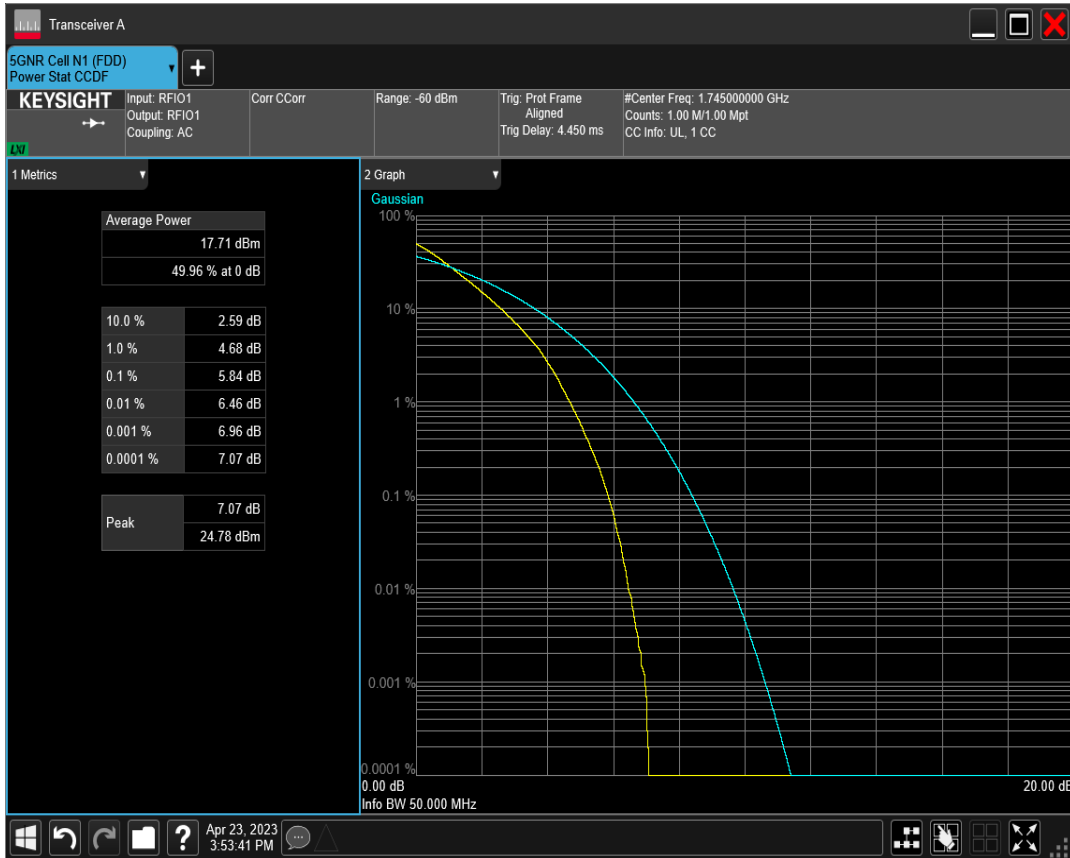 Transceiver A
5GNR Cell N1 (FDD)
Power Stat CCDF
+
KEYSIGHT
LXI
Input: RFIO1
Output: RFIO1
Coupling: AC
Corr CCorr
Range: -60 dBm
Trig: Prot Frame
Aligned
Trig Delay: 4.450 ms
#Center Freq: 1.745000000 GHz
Counts: 1.00 M/1.00 Mpt
CC Info: UL, 1 CC
1 Metrics
Average Power
17.71 dBm
49.96 % at 0 dB
10.0 % 2.59 dB
1.0 % 4.68 dB
0.1 % 5.84 dB
0.01 % 6.46 dB
0.001 % 6.96 dB
0.0001 % 7.07 dB
Peak 7.07 dB
24.78 dBm
2 Graph
Gaussian
100 %
10 %
1 %
0.1 %
0.01 %
0.001 %
0.0001 %
0.00 dB 20.00 dB
Info BW 50.000 MHz
? Apr 23, 2023
3:53:41 PM